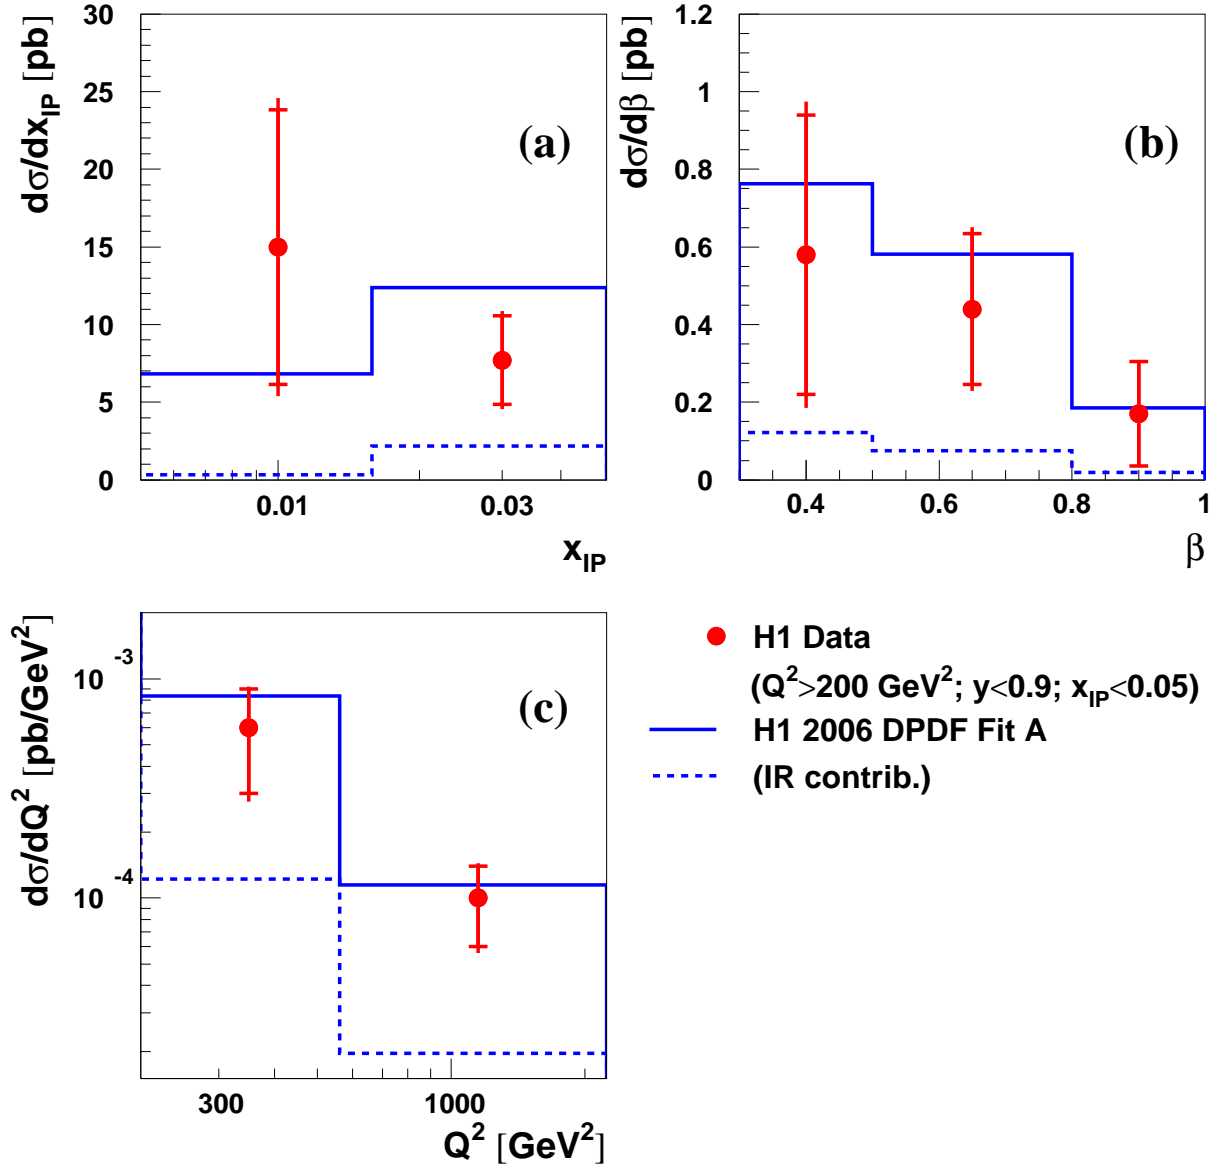 dσ/dx_IP [pb]
30
25
20
15
10
5
0
(a)
0.01 0.03
x_IP
dσ/dβ [pb]
1.2
1
0.8
0.6
0.4
0.2
0
(b)
0.4 0.6 0.8 1
β
dσ/dQ² [pb/GeV²]
10⁻³
10⁻⁴
(c)
300 1000
Q² [GeV²]
H1 Data
(Q²>200 GeV²; y<0.9; x_IP<0.05)
H1 2006 DPDF Fit A
(IR contrib.)